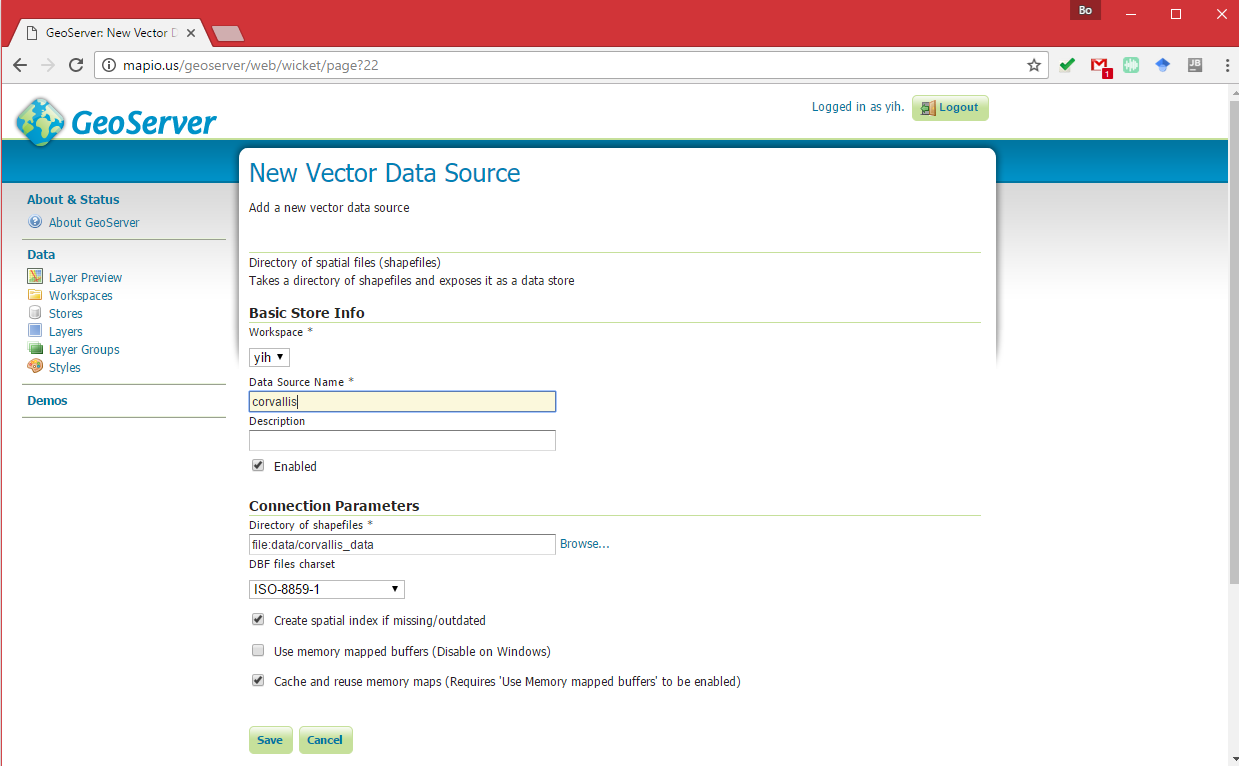 Bo
GeoServer: New Vector D
mapio.us/geoserver/web/wicket/page?22
1
JB
GeoServer
Logged in as yih.
Logout
New Vector Data Source
Add a new vector data source
About & Status
About GeoServer
Data
Layer Preview
Workspaces
Stores
Layers
Layer Groups
Styles
Demos
Directory of spatial files (shapefiles)
Takes a directory of shapefiles and exposes it as a data store
Basic Store Info
Workspace *
yih
Data Source Name *
corvallis
Description
Enabled
Connection Parameters
Directory of shapefiles *
file:data/corvallis_data Browse...
DBF files charset
ISO-8859-1
Create spatial index if missing/outdated
Use memory mapped buffers (Disable on Windows)
Cache and reuse memory maps (Requires 'Use Memory mapped buffers' to be enabled)
Save Cancel